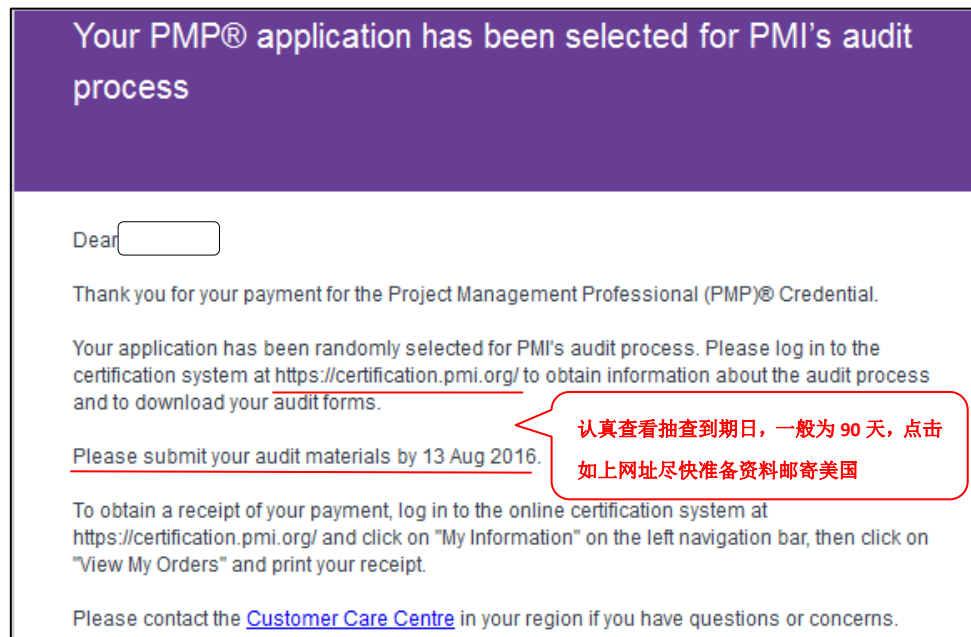 Your PMP® application has been selected for PMI's audit
process
Dear
Thank you for your payment for the Project Management Professional (PMP)® Credential.
Your application has been randomly selected for PMI's audit process. Please log in to the
certification system at https://certification.pmi.org/ to obtain information about the audit process
and to download your audit forms.
认真查看抽查到期日，一般为 90 天，点击
如上网址尽快准备资料邮寄美国
Please submit your audit materials by 13 Aug 2016.
To obtain a receipt of your payment, log in to the online certification system at
https://certification.pmi.org/ and click on "My Information" on the left navigation bar, then click on
"View My Orders" and print your receipt.
Please contact the Customer Care Centre in your region if you have questions or concerns.